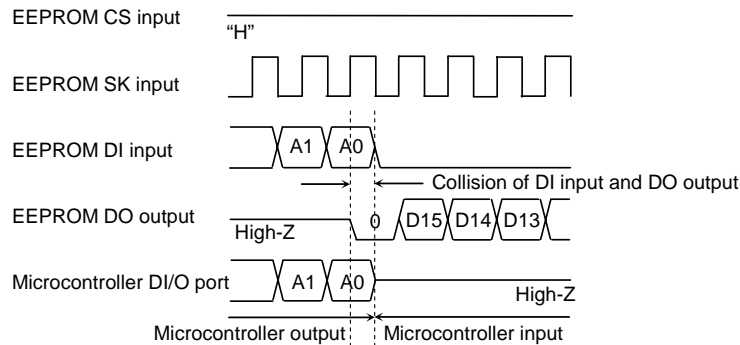 EEPROM CS input
“H”
EEPROM SK input
EEPROM DI input
A1 A0
Collision of DI input and DO output
EEPROM DO output
High-Z
0 D15 D14 D13
Microcontroller DI/O port
A1 A0
High-Z
Microcontroller output Microcontroller input